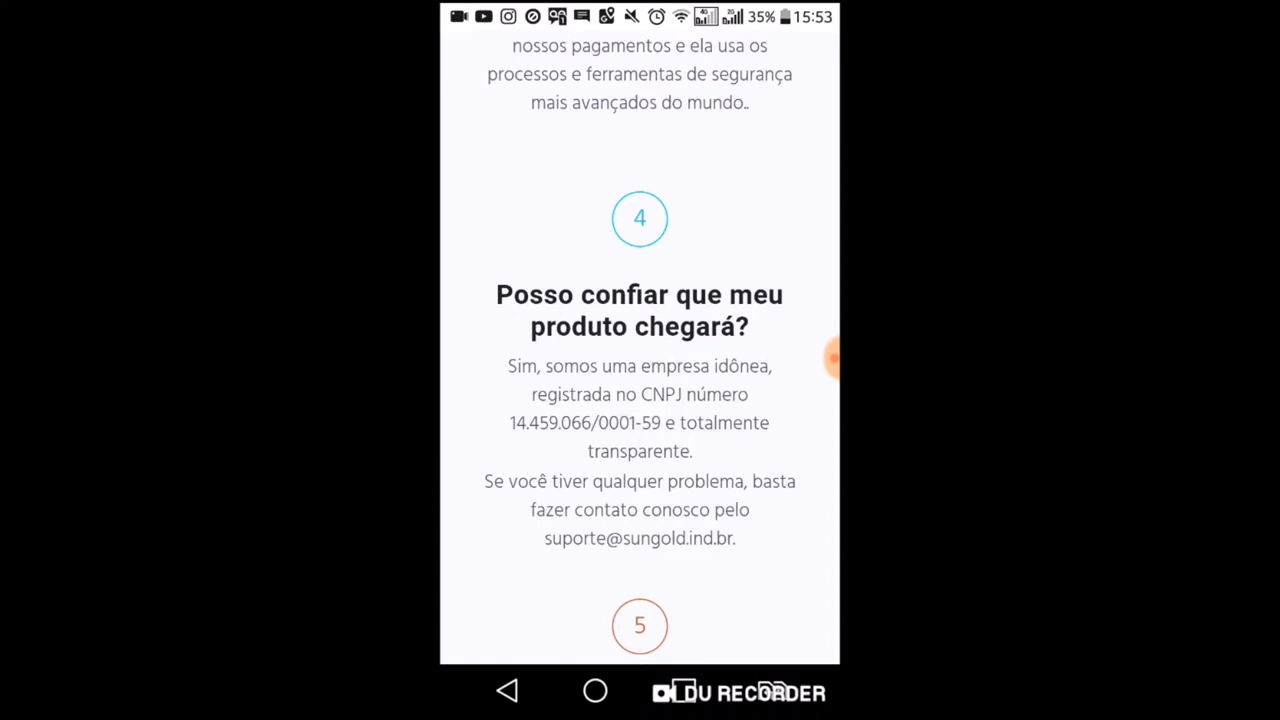 35% 15:53
nossos pagamentos e ela usa os
processos e ferramentas de segurança
mais avançados do mundo..
4
Posso confiar que meu
produto chegará?
Sim, somos uma empresa idônea,
registrada no CNPJ número
14.459.066/0001-59 e totalmente
transparente.
Se você tiver qualquer problema, basta
fazer contato conosco pelo
suporte@sungold.ind.br.
5
DU RECORDER